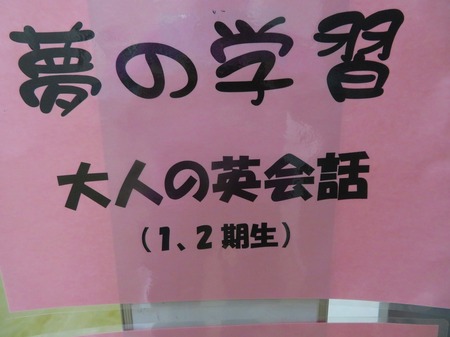 夢の学習
大人の英会話
（1、2期生）